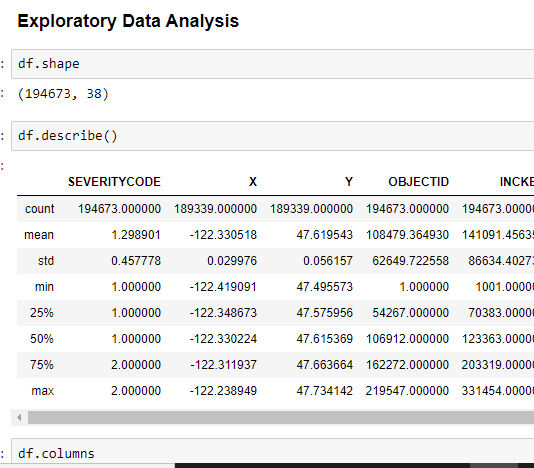 Exploratory Data Analysis
: df.shape
: (194673, 38)
: df.describe()
:
SEVERITYCODE X Y OBJECTID INCKE
count 194673.000000 189339.000000 189339.000000 194673.000000 194673.0000
mean 1.298901 -122.330518 47.619543 108479.364930 141091.4563
std 0.457778 0.029976 0.056157 62649.722558 86634.4027
min 1.000000 -122.419091 47.495573 1.000000 1001.0000
25% 1.000000 -122.348673 47.575956 54267.000000 70383.0000
50% 1.000000 -122.330224 47.615369 106912.000000 123363.0000
75% 2.000000 -122.311937 47.663664 162272.000000 203319.0000
max 2.000000 -122.238949 47.734142 219547.000000 331454.0000
: df.columns